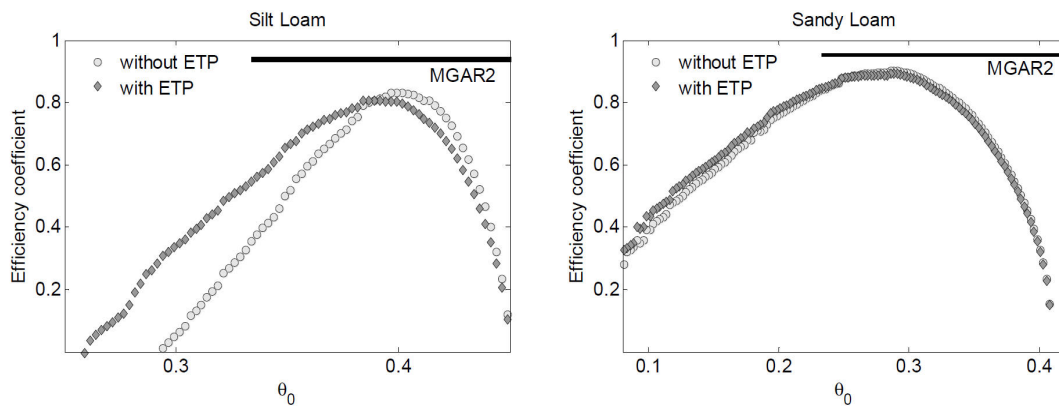 Silt Loam
1
without ETP
with ETP
MGAR2
0.8
0.6
0.4
0.2
0.3
0.4
Efficiency coefficient
θ0
Sandy Loam
1
without ETP
with ETP
MGAR2
0.8
0.6
0.4
0.2
0.1
0.2
0.3
0.4
Efficiency coefficient
θ0